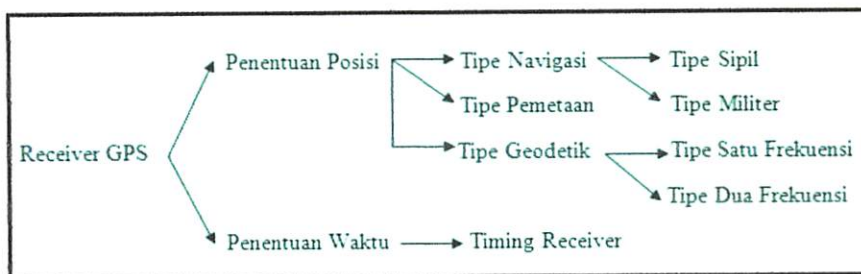 Penentuan Posisi Tipe Navigasi Tipe Sipil
Tipe Pemetaan Tipe Militer
Receiver GPS Tipe Geodetik Tipe Satu Frekuensi
Tipe Dua Frekuensi
Penentuan Waktu Timing Receiver